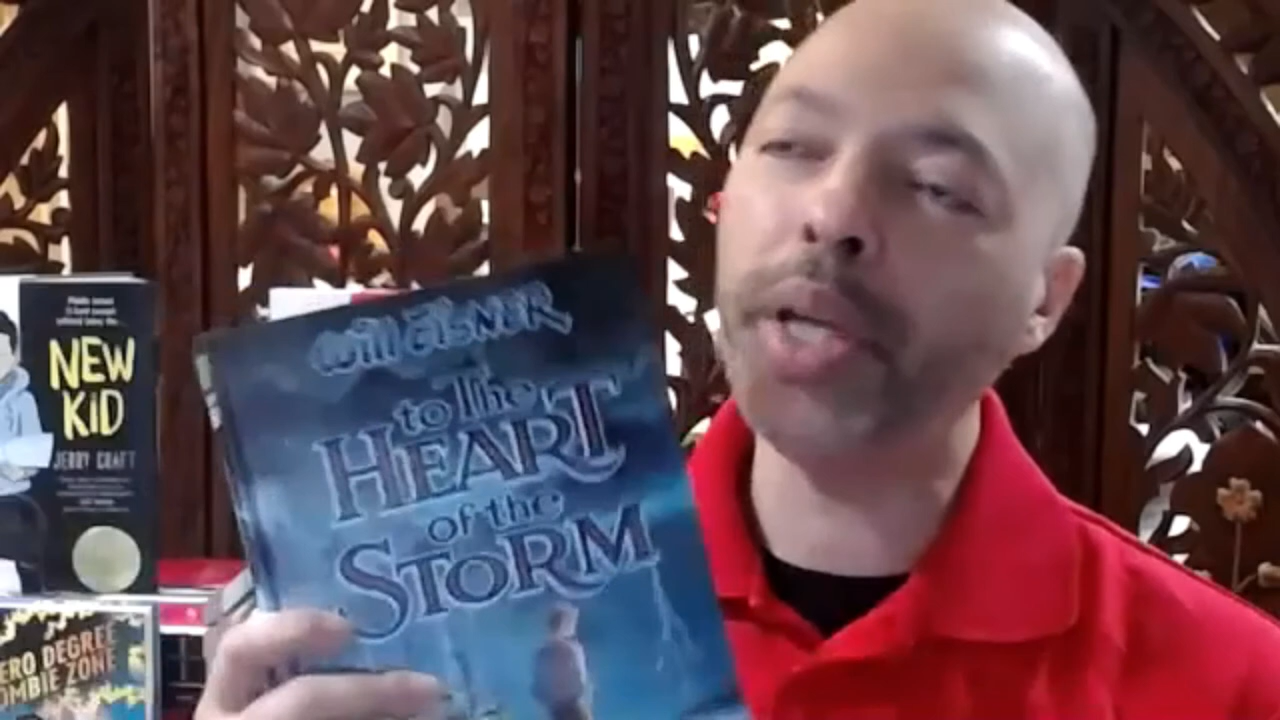 Will EISNER
to The
HEART
of the
STORM
NEW
KID
JERRY CRAFT
ERO DEGREE
OMBIE ZONE